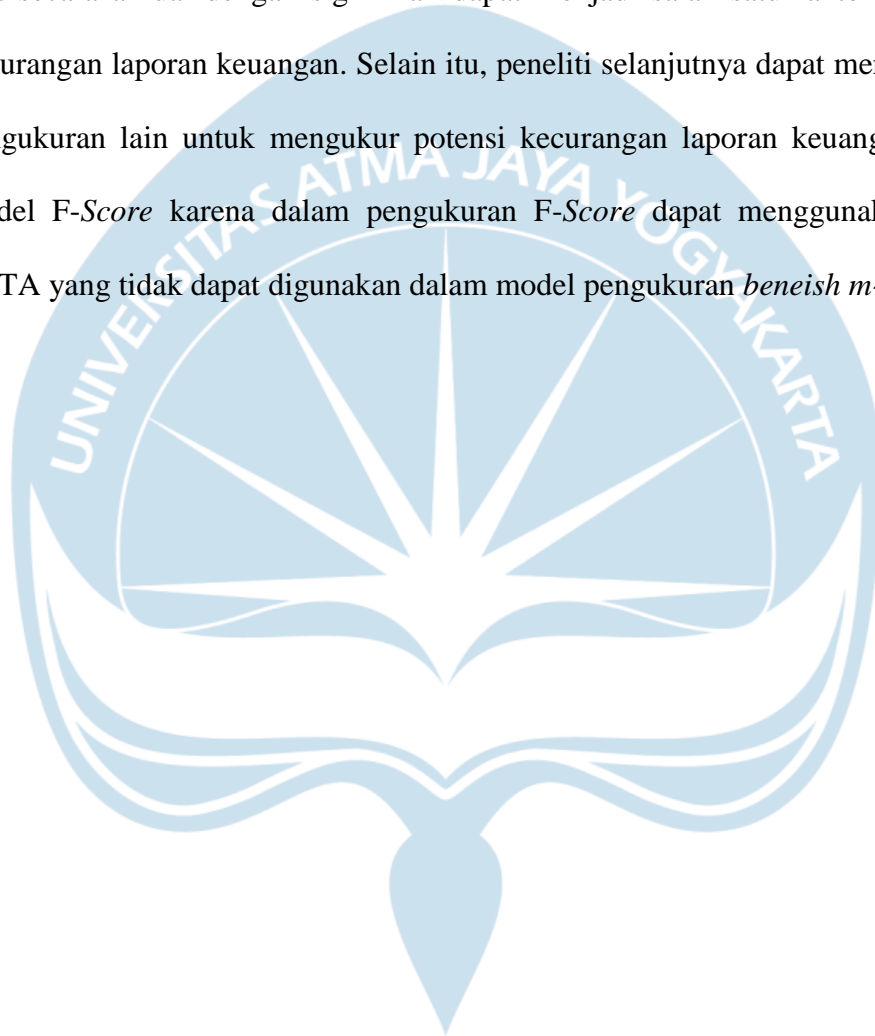 urangan laporan keuangan. Selain itu, peneliti selanjutnya dapat me
gukuran lain untuk mengukur potensi kecurangan laporan keuang
del F-Score karena dalam pengukuran F-Score dapat menggunak
TA yang tidak dapat digunakan dalam model pengukuran beneish m-
UNIVERSITAS ATMA JAYA YOGYAKARTA